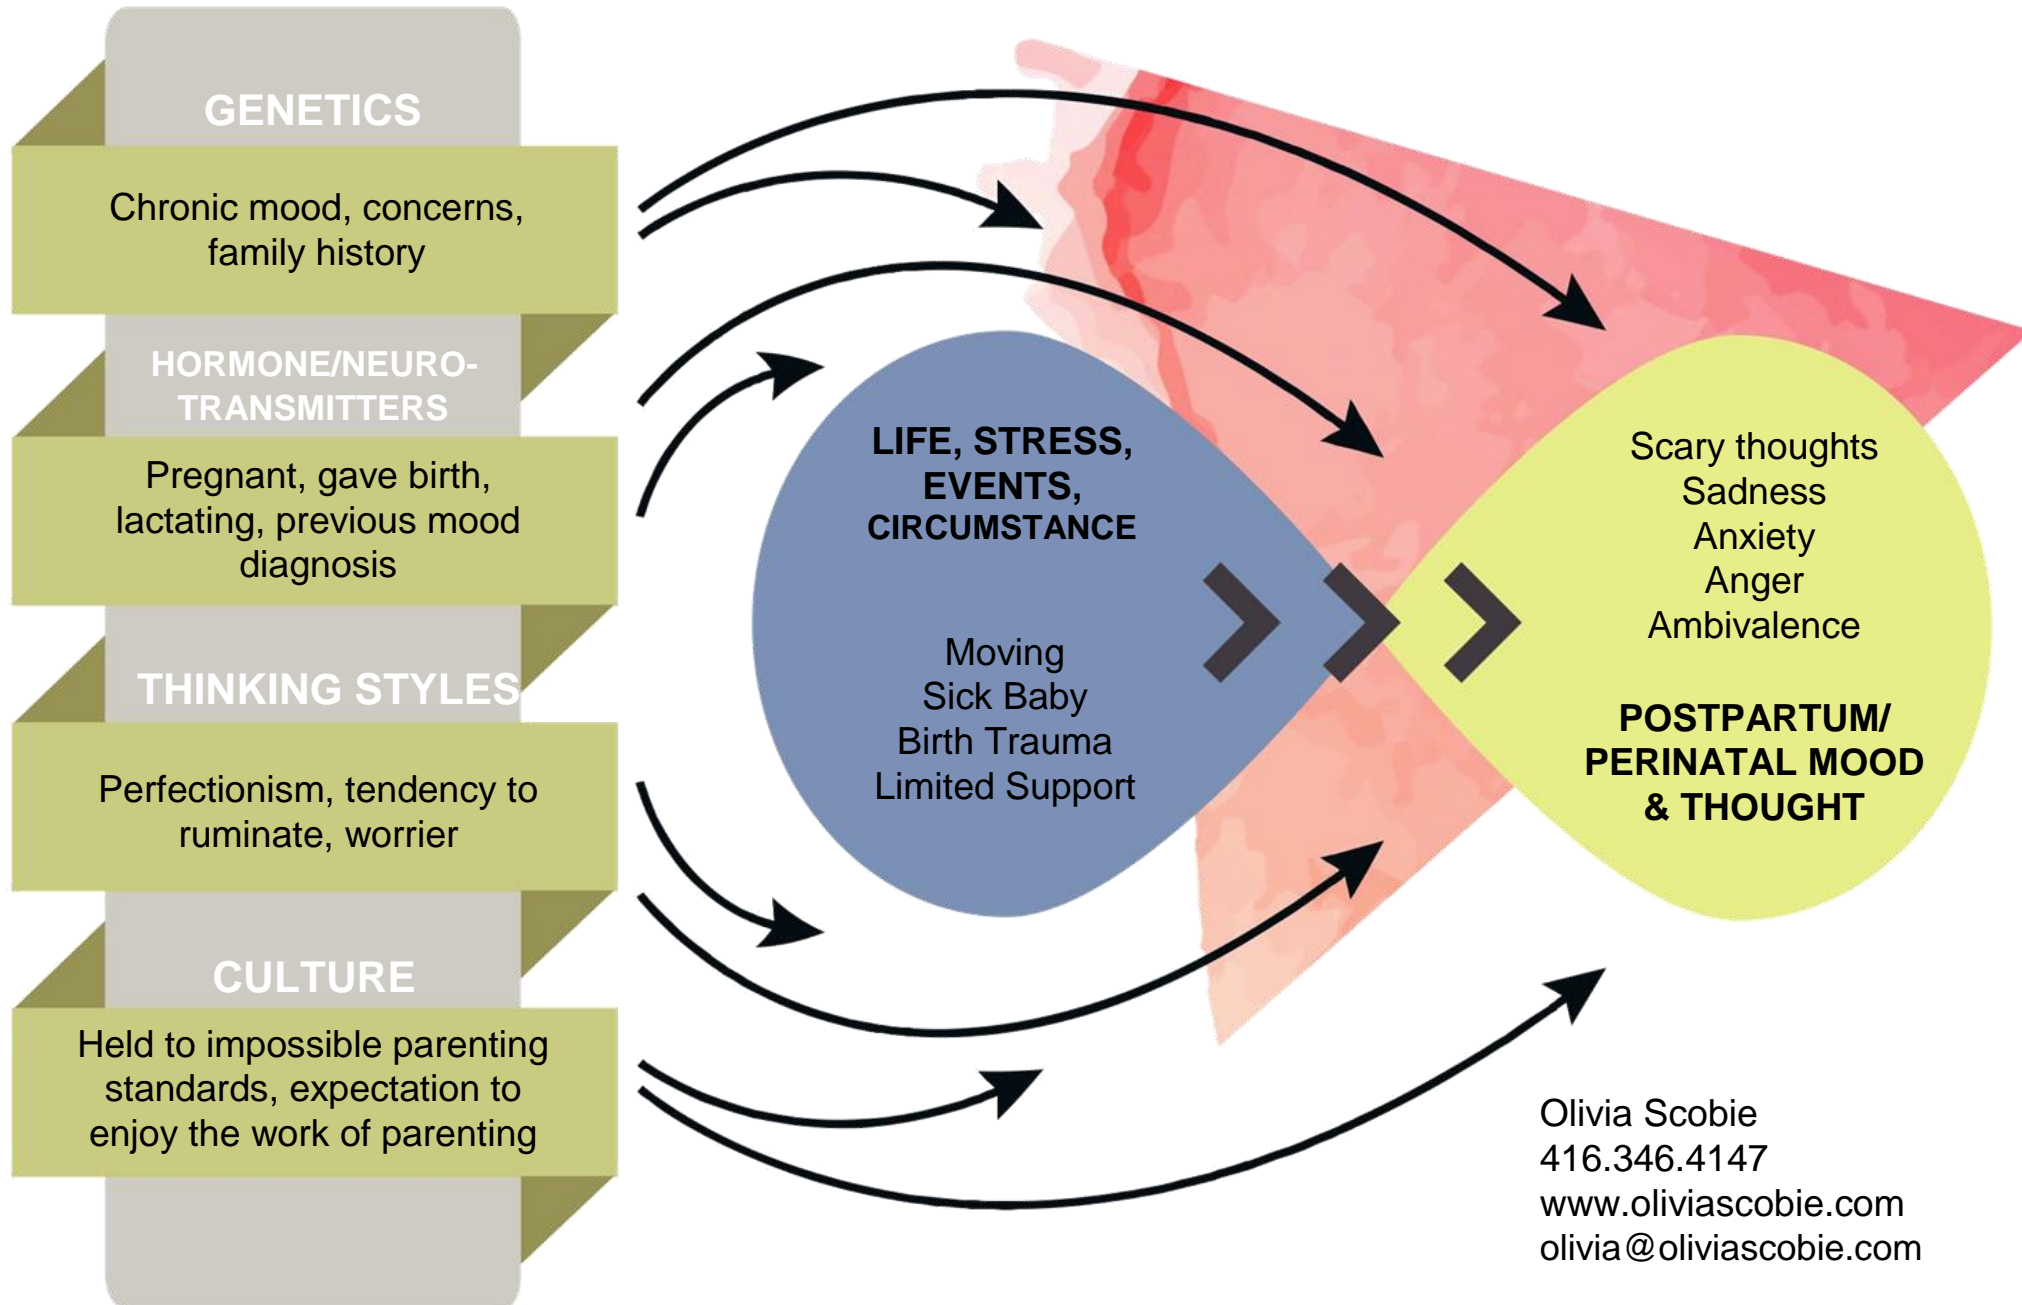 GENETICS
Chronic mood, concerns,
family history
HORMONE/NEURO-
TRANSMITTERS
Pregnant, gave birth,
lactating, previous mood
diagnosis
THINKING STYLES
Perfectionism, tendency to
ruminate, worrier
CULTURE
Held to impossible parenting
standards, expectation to
enjoy the work of parenting
LIFE, STRESS,
EVENTS,
CIRCUMSTANCE
Moving
Sick Baby
Birth Trauma
Limited Support
Scary thoughts
Sadness
Anxiety
Anger
Ambivalence
POSTPARTUM/
PERINATAL MOOD
& THOUGHT
Olivia Scobie
416.346.4147
www.oliviascobie.com
olivia@oliviascobie.com